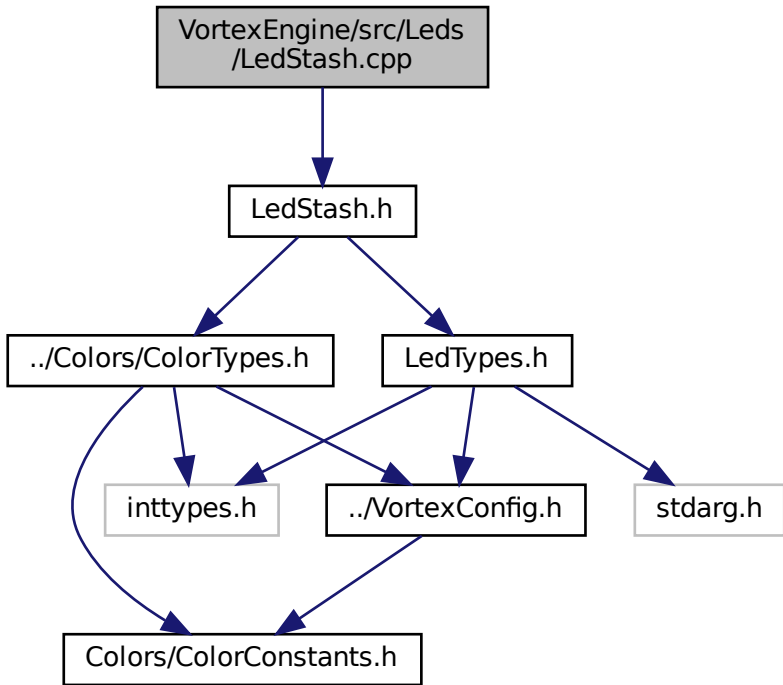 VortexEngine/src/Leds
/LedStash.cpp
LedStash.h
../Colors/ColorTypes.h
LedTypes.h
inttypes.h
../VortexConfig.h
stdarg.h
Colors/ColorConstants.h